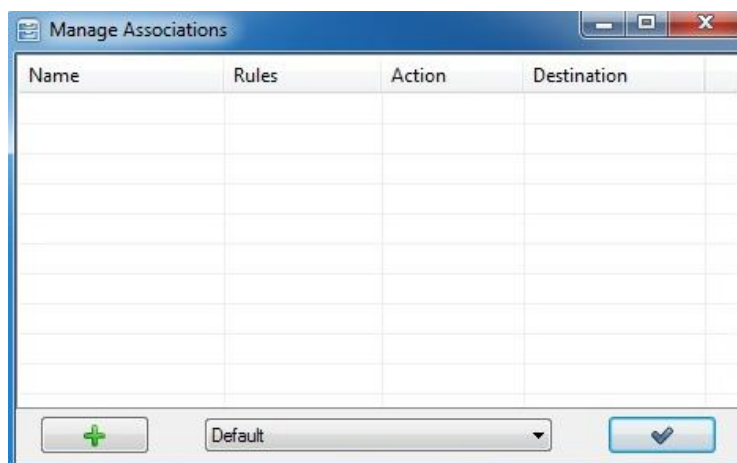 Manage Associations
Name Rules Action Destination
Default